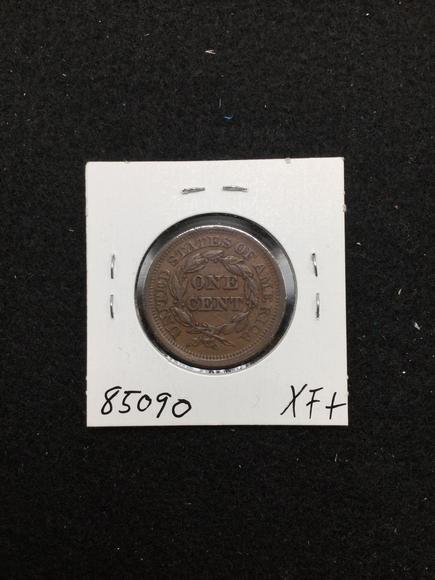 UNITED STATES OF AMERICA
ONE
CENT
85090 XF+